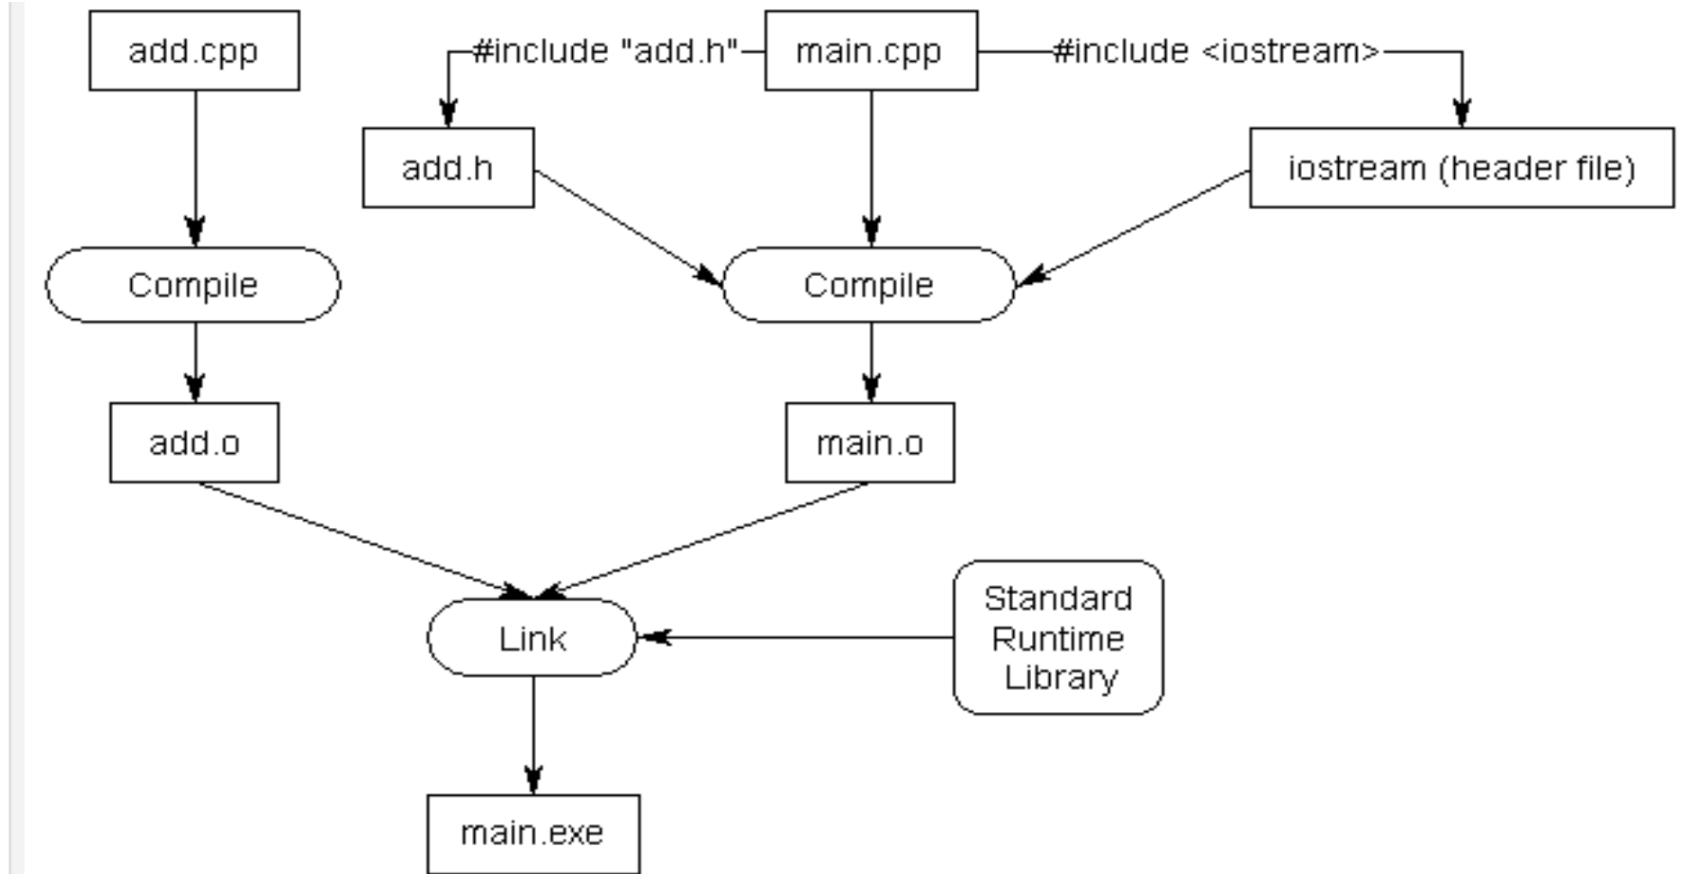 add.cpp
#include "add.h"
main.cpp
#include <iostream>
add.h
iostream (header file)
Compile
Compile
add.o
main.o
Link
Standard
Runtime
Library
main.exe